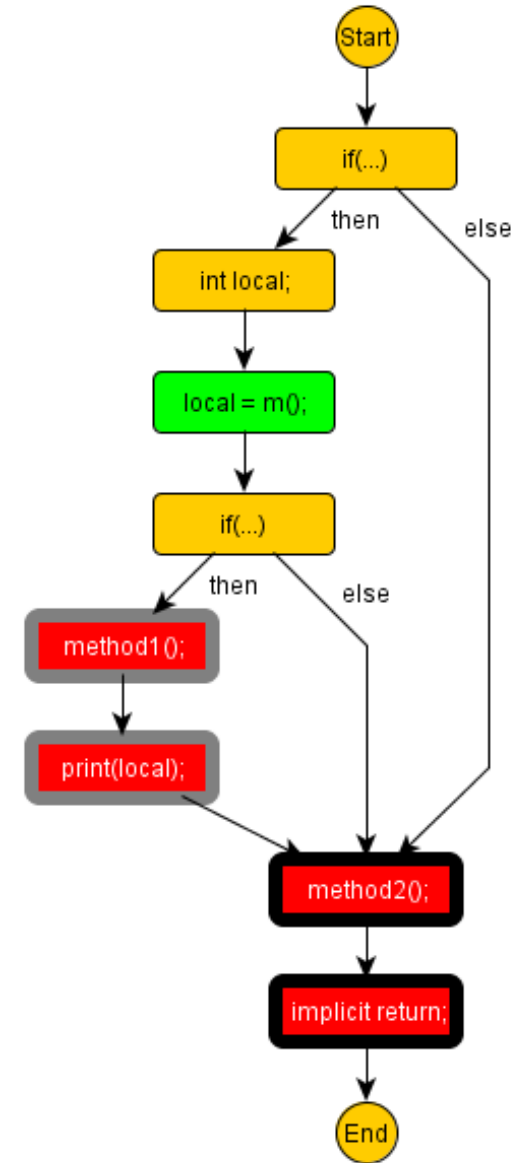 Start
if(...)
then
else
int local;
local = m();
if(...)
then
else
method1();
print(local);
method2();
implicit return;
End